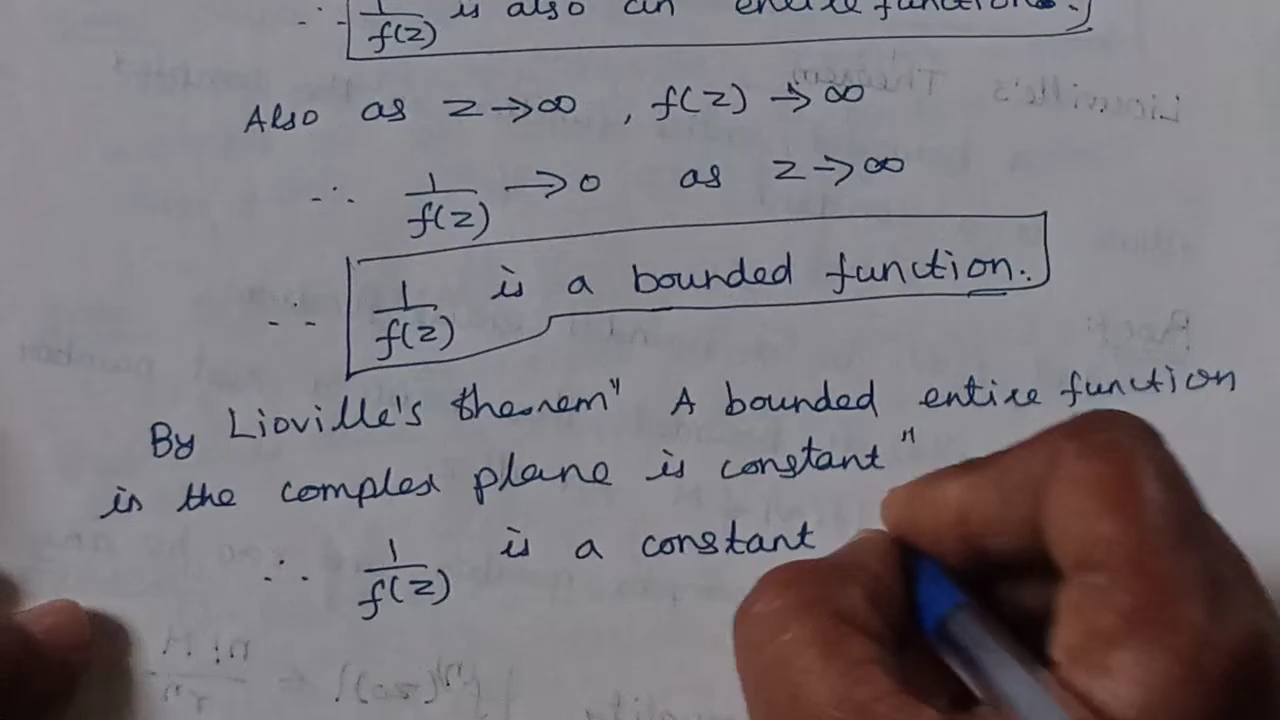 ∴ 1/f(z) is also an entire function.
Also as z→∞, f(z) → ∞
∴ 1/f(z) → 0 as z→∞
∴ 1/f(z) is a bounded function.
By Lioville's theorem " A bounded entire function
in the complex plane is constant "
∴ 1/f(z) is a constant